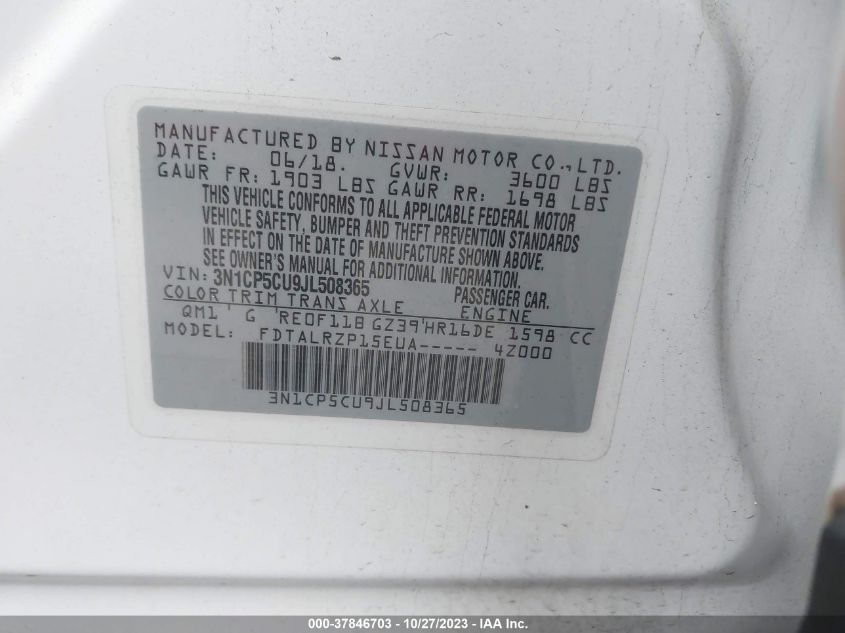 MANUFACTURED BY NISSAN MOTOR CO.,LTD.
DATE: 06/18. GVWR: 3600 LBS
GAWR FR: 1903 LBS GAWR RR: 1698 LBS
THIS VEHICLE CONFORMS TO ALL APPLICABLE FEDERAL MOTOR
VEHICLE SAFETY, BUMPER AND THEFT PREVENTION STANDARDS
IN EFFECT ON THE DATE OF MANUFACTURE SHOWN ABOVE.
SEE OWNER'S MANUAL FOR ADDITIONAL INFORMATION.
VIN: 3N1CP5CU9JL508365 PASSENGER CAR.
COLOR TRIM TRANS AXLE ENGINE
QM1 ' G 'RE0F11B GZ39'HR16DE 1598 CC
MODEL: FDTALRZP15EUA----- 4Z000
3N1CP5CU9JL508365
000-37846703 - 10/27/2023 - IAA Inc.